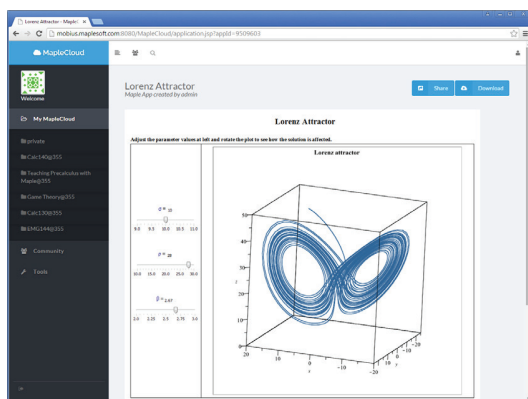 Lorenz Attractor - MapleC
mobius.maplesoft.com:8080/MapleCloud/application.jsp?appId=9509603
MapleCloud
Welcome
My MapleCloud
private
Calc140@355
Teaching Precalculus with
Maple@355
Game Theory@355
Calc130@355
EMG144@355
Community
Tools
Lorenz Attractor
Maple App created by admin
Share
Download
Lorenz Attractor
Adjust the parameter values at left and rotate the plot to see how the solution is affected.
9.0 9.5 10.0 10.5 11.0
ρ = 28
10.0 15.0 20.0 25.0 30.0
β = 2.67
2.0 2.25 2.5 2.75 3.0
Lorenz attractor
50
40
30
20
10
0
20 10 0 -10 -20
20 10 0 -10 -20